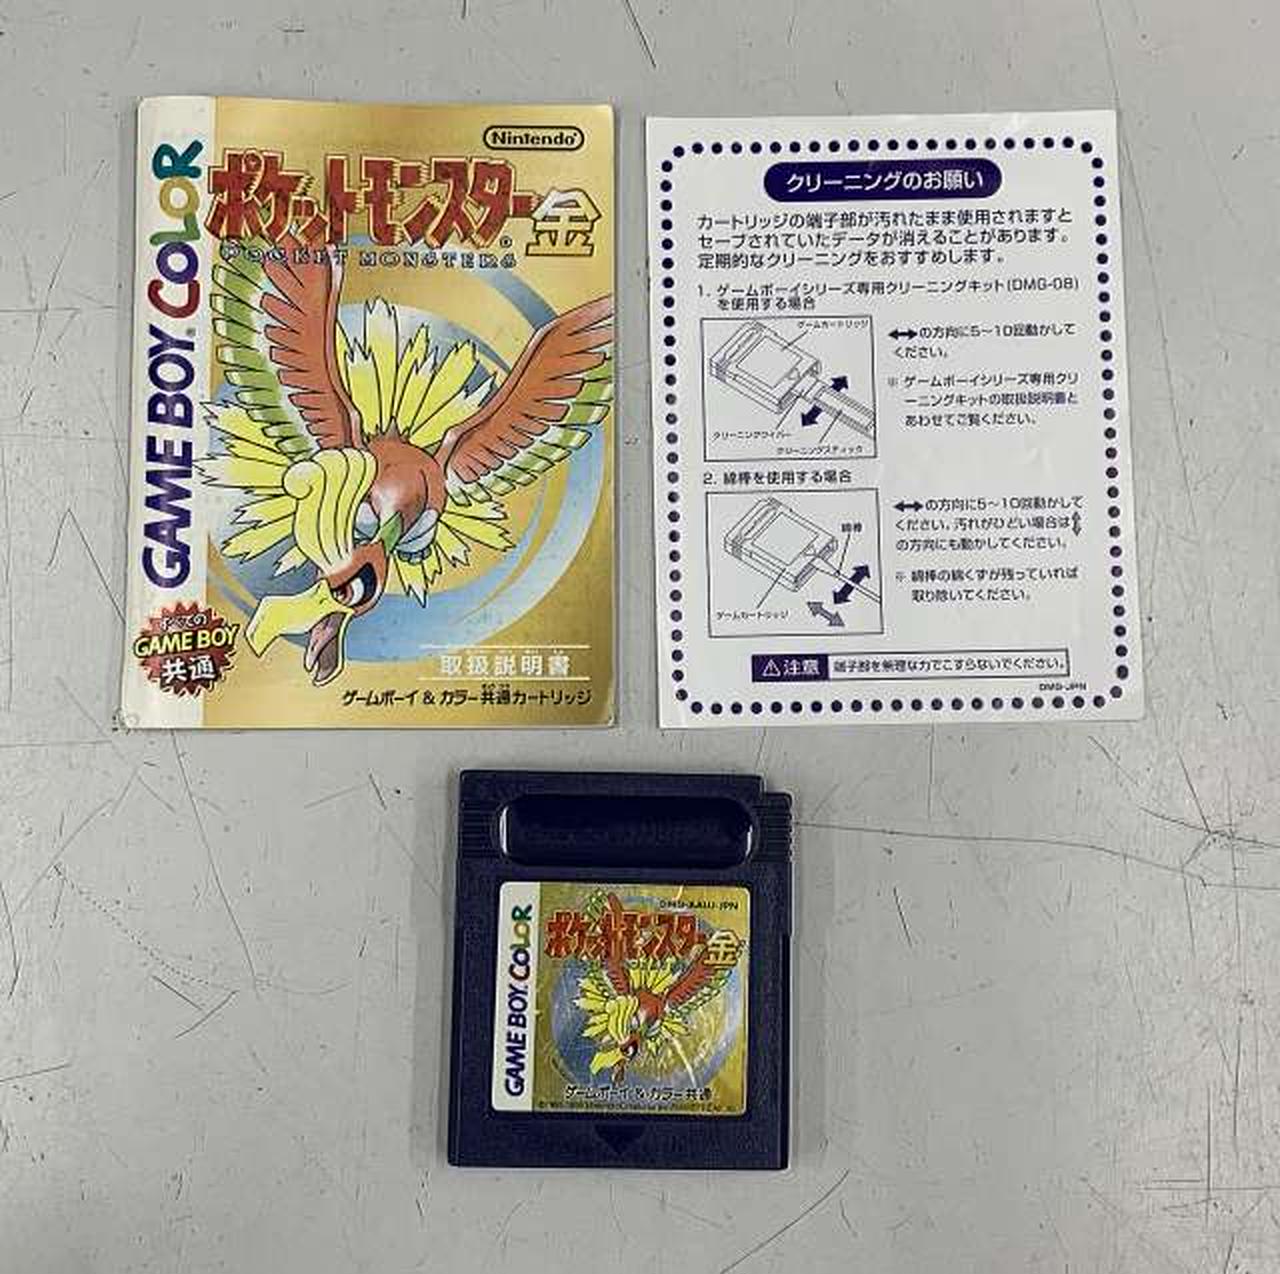 Nintendo
ポケットモンスター金
POCKET MONSTERS
GAME BOY COLOR
すべての
GAME BOY
共通
取扱説明書
ゲームボーイ & カラー共通カートリッジ
クリーニングのお願い
カートリッジの端子部が汚れたまま使用されますと
セーブされていたデータが消えることがあります。
定期的なクリーニングをおすすめします。
1. ゲームボーイシリーズ専用クリーニングキット(DMG-08)
を使用する場合
ゲームカートリッジ
クリーニングワイパー
クリーニングスティック
↔の方向に5〜10回動かして
ください。
※ ゲームボーイシリーズ専用クリ
ーニングキットの取扱説明書と
あわせてご覧ください。
2. 綿棒を使用する場合
綿棒
ゲームカートリッジ
↔の方向に5〜10回動かして
ください。汚れがひどい場合は⇕
の方向にも動かしてください。
※ 綿棒の綿くずが残っていれば
取り除いてください。
⚠注意 端子部を無理な力でこすらないでください。
DMG-JPN
DMG-AAUJ-JPN
ポケットモンスター金
GAME BOY COLOR
ゲームボーイ & カラー共通